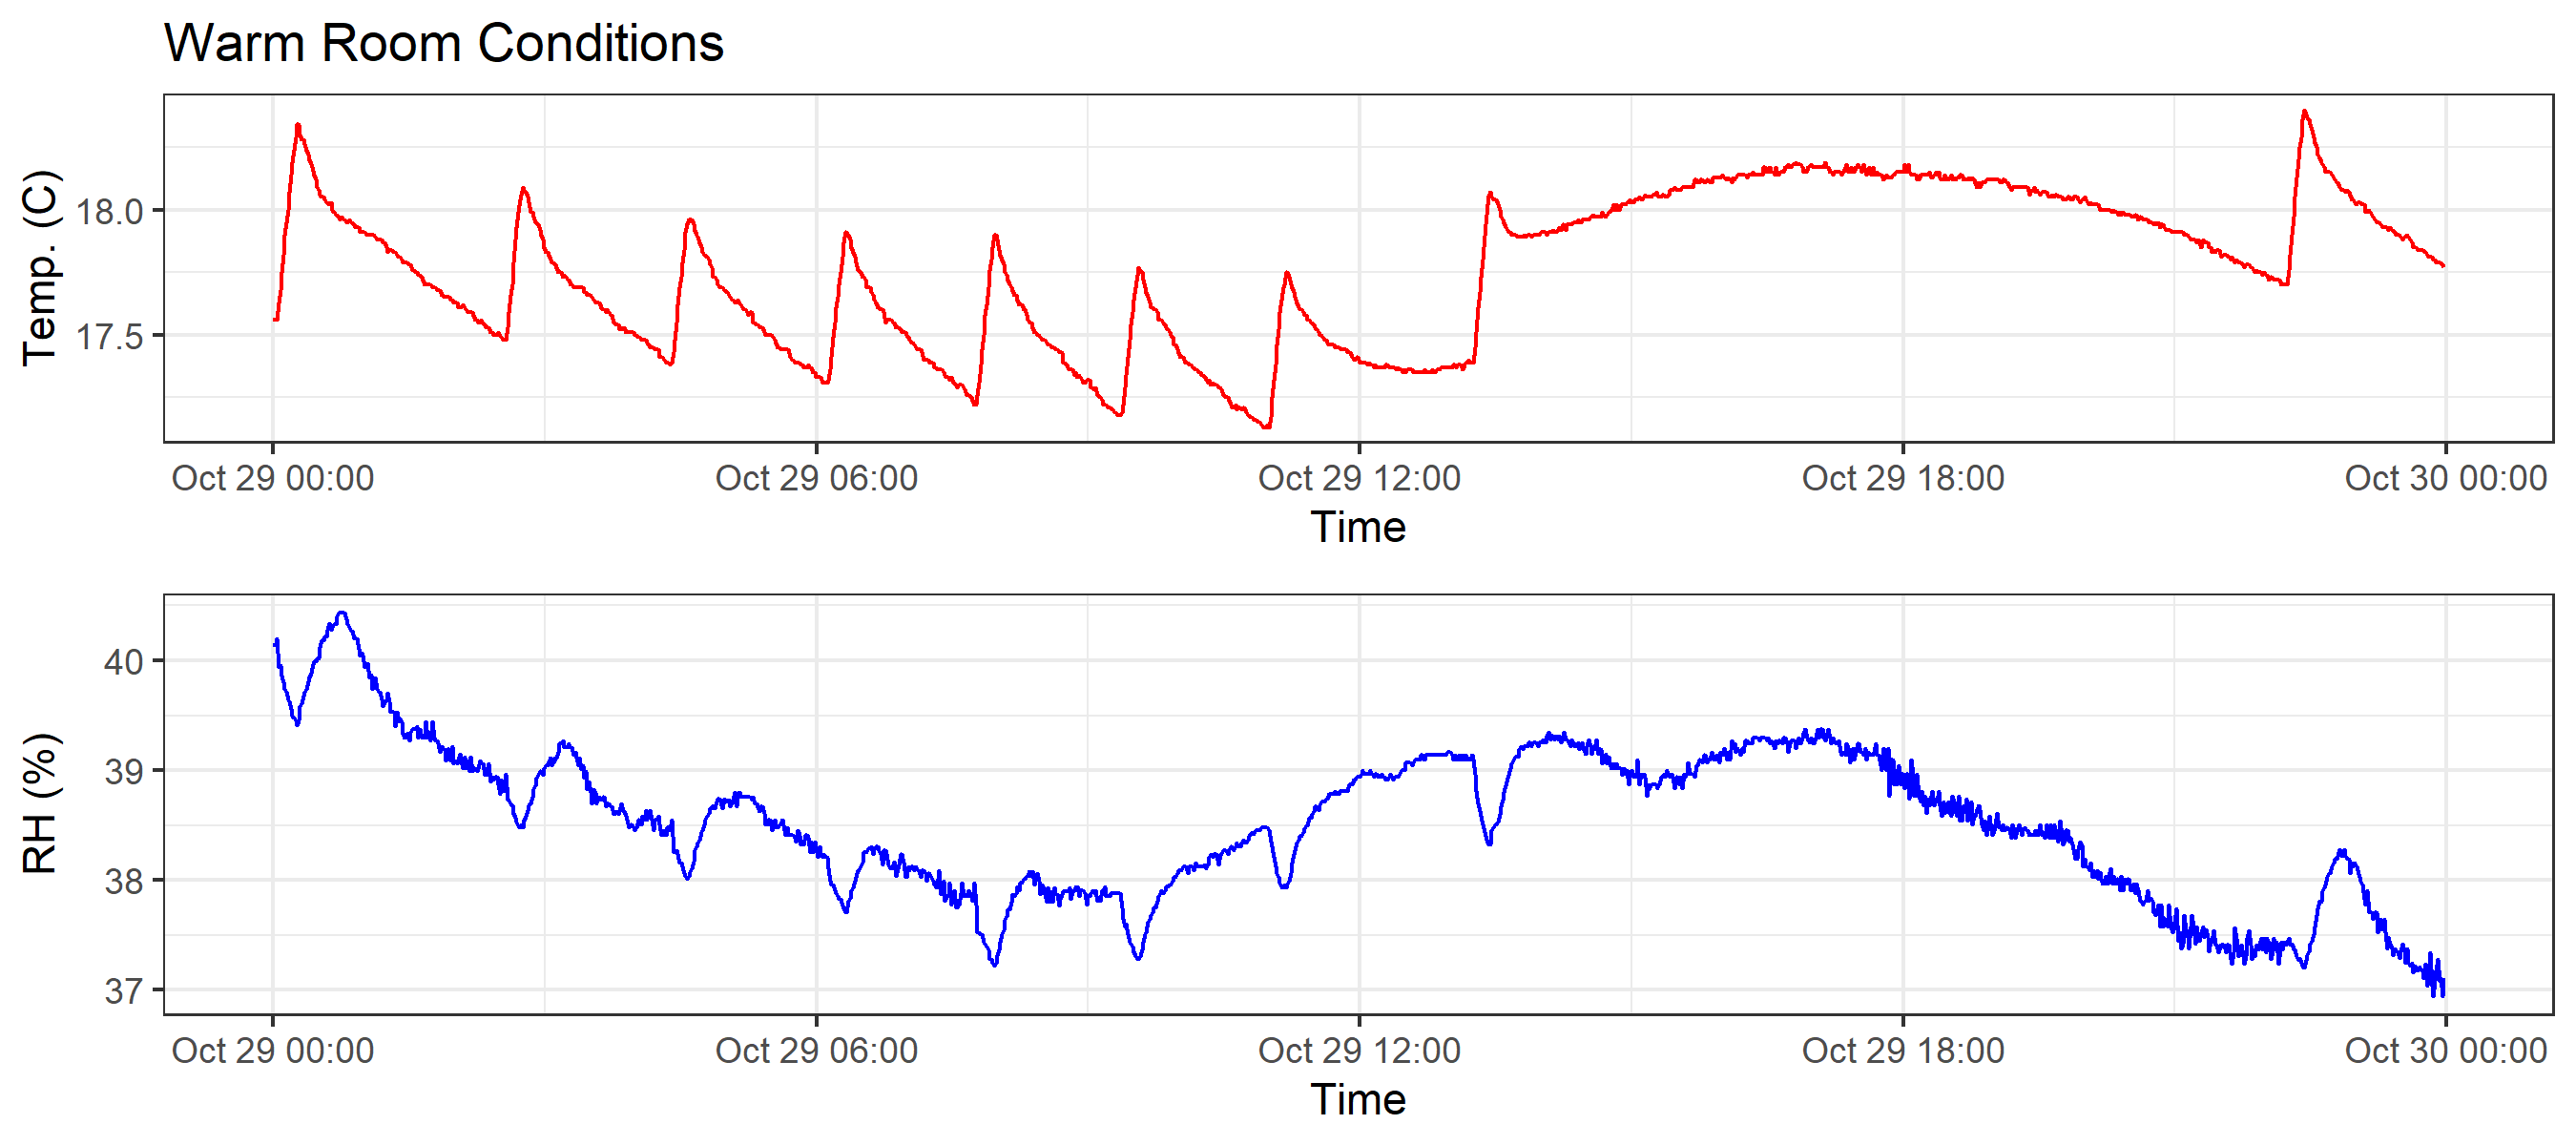 Warm Room Conditions
Temp. (C)
18.0
17.5
Oct 29 00:00 Oct 29 06:00 Oct 29 12:00 Oct 29 18:00 Oct 30 00:00
Time
RH (%)
40
39
38
37
Oct 29 00:00 Oct 29 06:00 Oct 29 12:00 Oct 29 18:00 Oct 30 00:00
Time